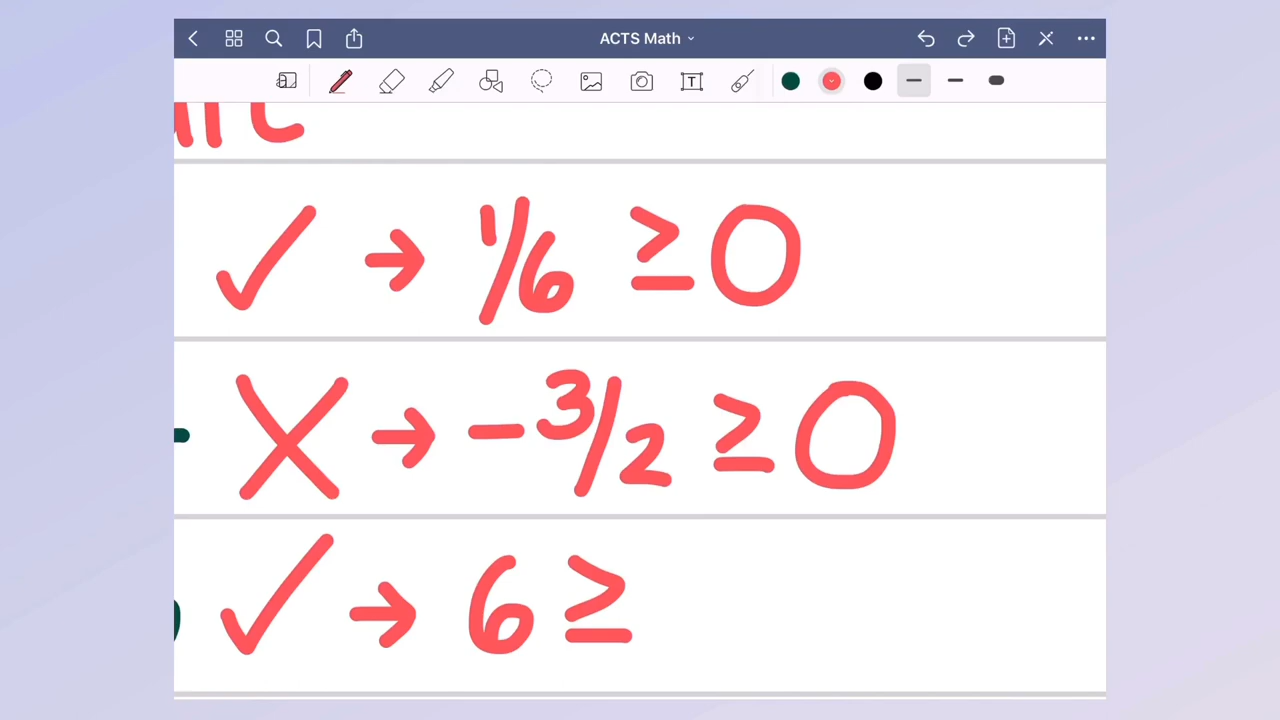 ACTS Math
✓ → 1/6 ≥ 0
X → -3/2 ≥ 0
✓ → 6 ≥